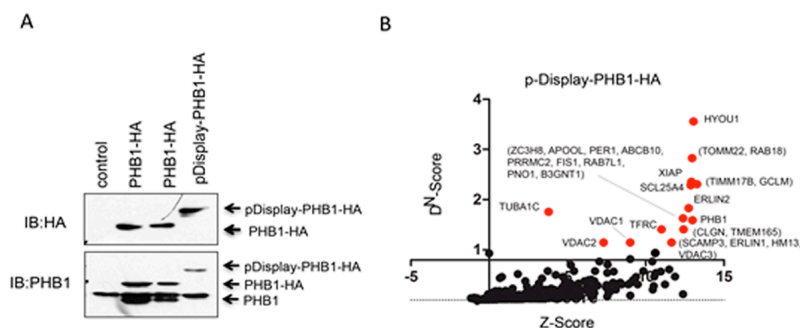 A
B
control
PHB1-HA
PHB1-HA
pDisplay-PHB1-HA
IB:HA
pDisplay-PHB1-HA
PHB1-HA
IB:PHB1
pDisplay-PHB1-HA
PHB1-HA
PHB1
p-Display-PHB1-HA
4
3
2
1
D^N-Score
HYOU1
(ZC3H8, APOOL, PER1, ABCB10,
PRRMC2, FIS1, RAB7L1,
PNO1, B3GNT1)
(TOMM22, RAB18)
XIAP
SCL25A4
(TIMM17B, GCLM)
ERLIN2
TUBA1C
PHB1
VDAC1
TFRC
(CLGN, TMEM165)
VDAC2
(SCAMP3, ERLIN1, HM13,
VDAC3)
-5
15
Z-Score